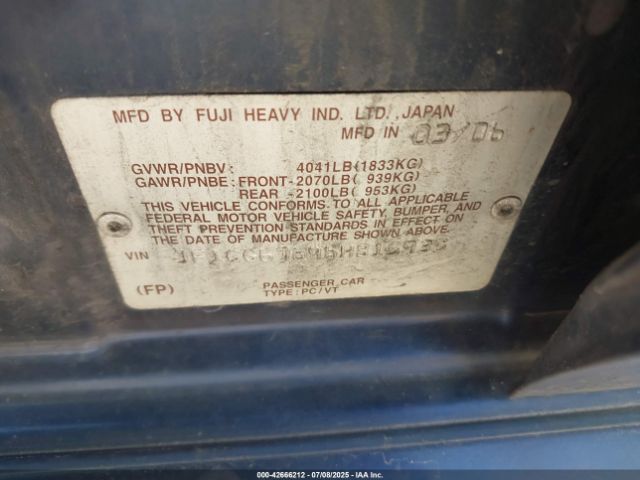 MFD BY FUJI HEAVY IND. LTD. JAPAN
MFD IN 03/06
GVWR/PNBV: 4041LB(1833KG)
GAWR/PNBE: FRONT-2070LB( 939KG)
REAR -2100LB( 953KG)
THIS VEHICLE CONFORMS TO ALL APPLICABLE
FEDERAL MOTOR VEHICLE SAFETY, BUMPER, AND
THEFT PREVENTION STANDARDS IN EFFECT ON
THE DATE OF MANUFACTURE SHOWN ABOVE.
VIN
(FP) PASSENGER CAR
TYPE: PC/VT
000-42666212 - 07/08/2025 - IAAI.COM